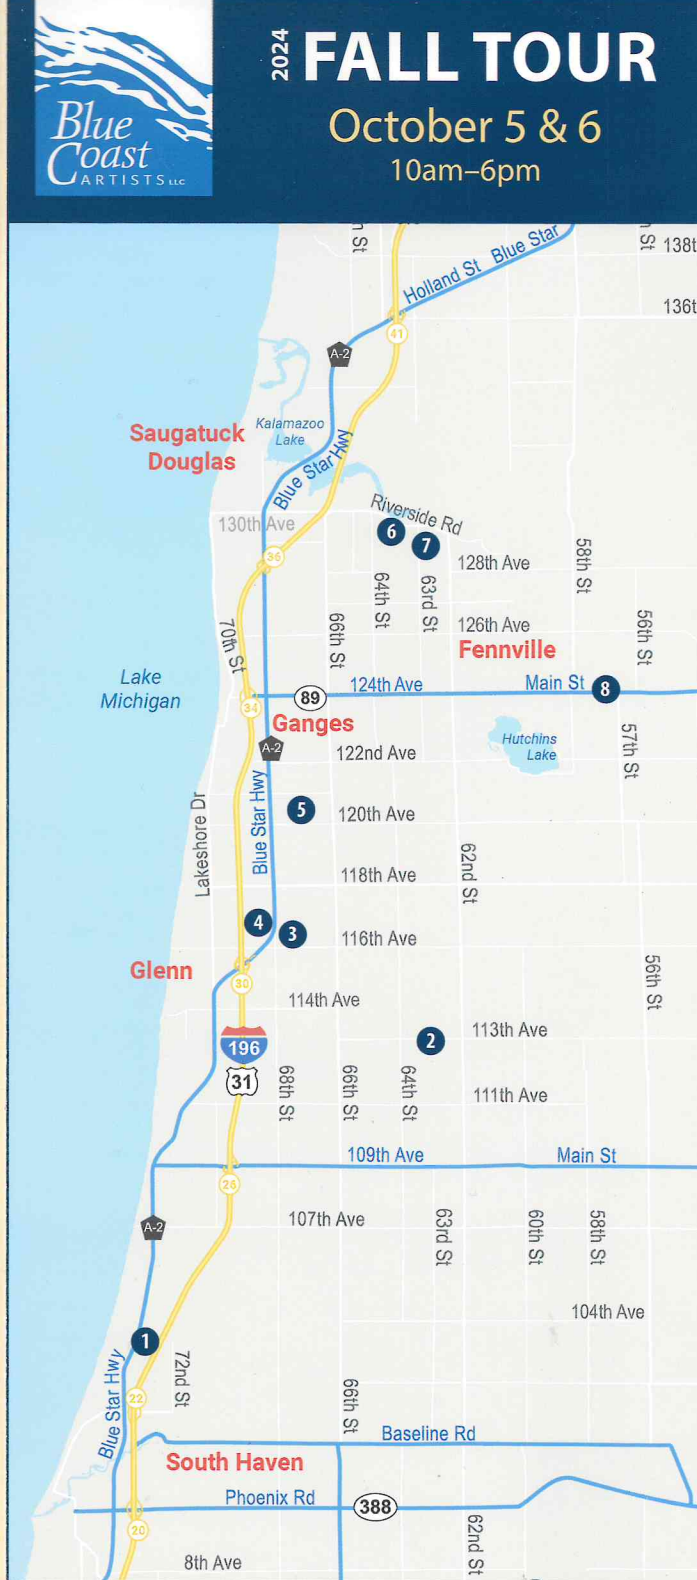 2024
FALL TOUR
October 5 & 6
10am–6pm
Blue
Coast
ARTISTS LLC
138t
Holland St Blue Star
136t
41
A-2
Saugatuck
Douglas
Kalamazoo
Lake
Blue Star Hwy
Riverside Rd
130th Ave
6
7
36
128th Ave
58th St
64th St
63rd St
66th St
126th Ave
56th St
70th St
Fennville
Lake
Michigan
124th Ave
Main St
8
89
34
Ganges
A-2
122nd Ave
Hutchins
Lake
57th St
Blue Star Hwy
Lakeshore Dr
5
120th Ave
62nd St
118th Ave
4
3
116th Ave
Glenn
30
56th St
114th Ave
196
2
113th Ave
31
68th St
66th St
64th St
111th Ave
109th Ave
Main St
26
A-2
107th Ave
63rd St
60th St
58th St
104th Ave
1
Blue Star Hwy
72nd St
22
66th St
Baseline Rd
South Haven
Phoenix Rd
388
20
62nd St
8th Ave